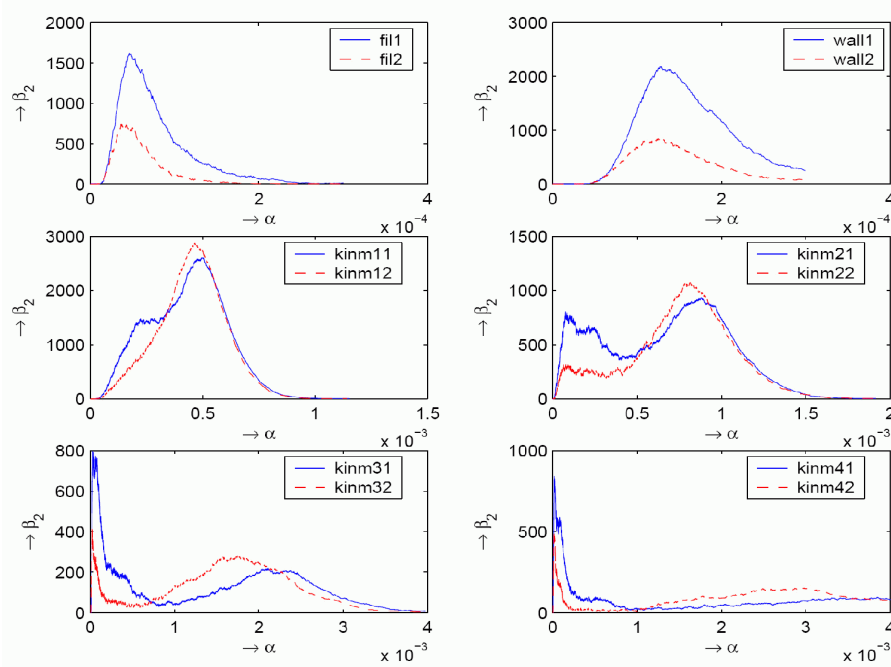 2000
1500
1000
500
0
→ β2
fil1
fil2
0 2 4
→ α
x 10⁻⁴
3000
2000
1000
0
→ β2
wall1
wall2
0 2 4
→ α
x 10⁻⁴
3000
2000
1000
0
→ β2
kinm11
kinm12
0 0.5 1 1.5
→ α
x 10⁻³
1500
1000
500
0
→ β2
kinm21
kinm22
0 0.5 1 1.5 2
→ α
x 10⁻³
800
600
400
200
0
→ β2
kinm31
kinm32
0 1 2 3 4
→ α
x 10⁻³
1000
500
0
→ β2
kinm41
kinm42
0 1 2 3 4
→ α
x 10⁻³